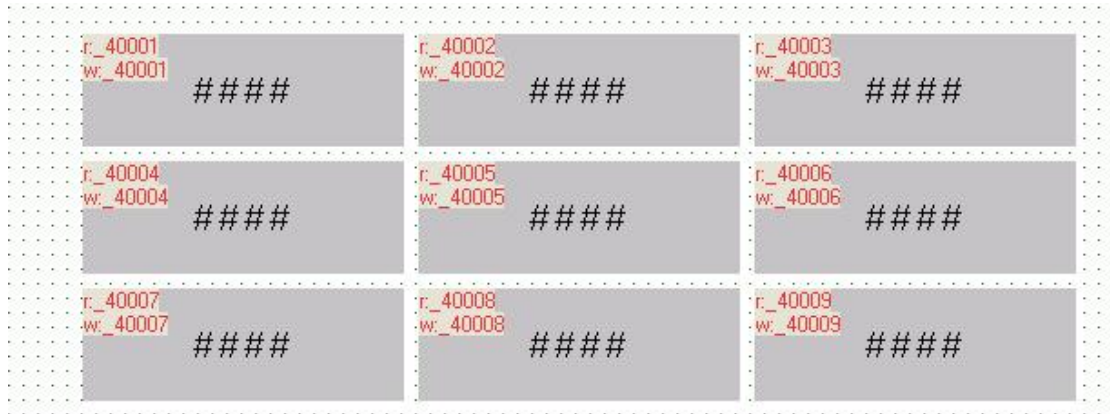 r:_40001
w:_40001
####
r:_40002
w:_40002
####
r:_40003
w:_40003
####
r:_40004
w:_40004
####
r:_40005
w:_40005
####
r:_40006
w:_40006
####
r:_40007
w:_40007
####
r:_40008
w:_40008
####
r:_40009
w:_40009
####